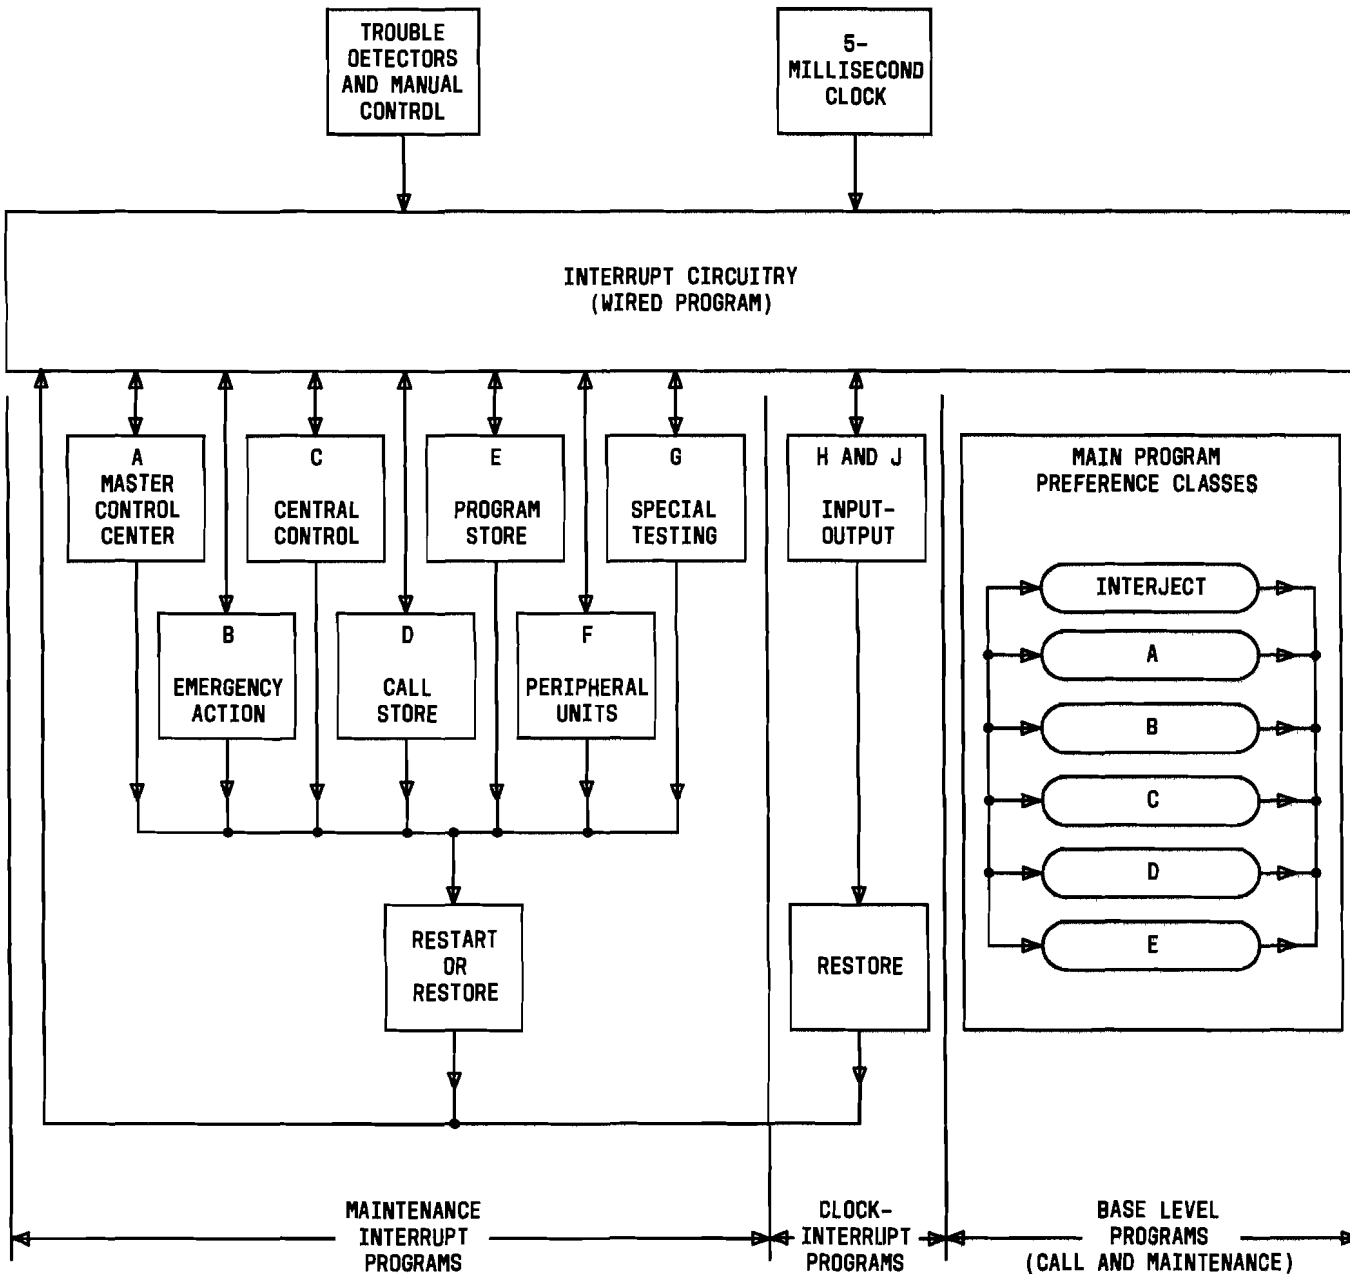 TROUBLE
DETECTORS
AND MANUAL
CONTROL
5-
MILLISECOND
CLOCK
INTERRUPT CIRCUITRY
(WIRED PROGRAM)
A
MASTER
CONTROL
CENTER
C
CENTRAL
CONTROL
E
PROGRAM
STORE
G
SPECIAL
TESTING
H AND J
INPUT-
OUTPUT
B
EMERGENCY
ACTION
D
CALL
STORE
F
PERIPHERAL
UNITS
RESTART
OR
RESTORE
RESTORE
MAIN PROGRAM
PREFERENCE CLASSES
INTERJECT
A
B
C
D
E
MAINTENANCE
INTERRUPT
PROGRAMS
CLOCK-
INTERRUPT
PROGRAMS
BASE LEVEL
PROGRAMS
(CALL AND MAINTENANCE)